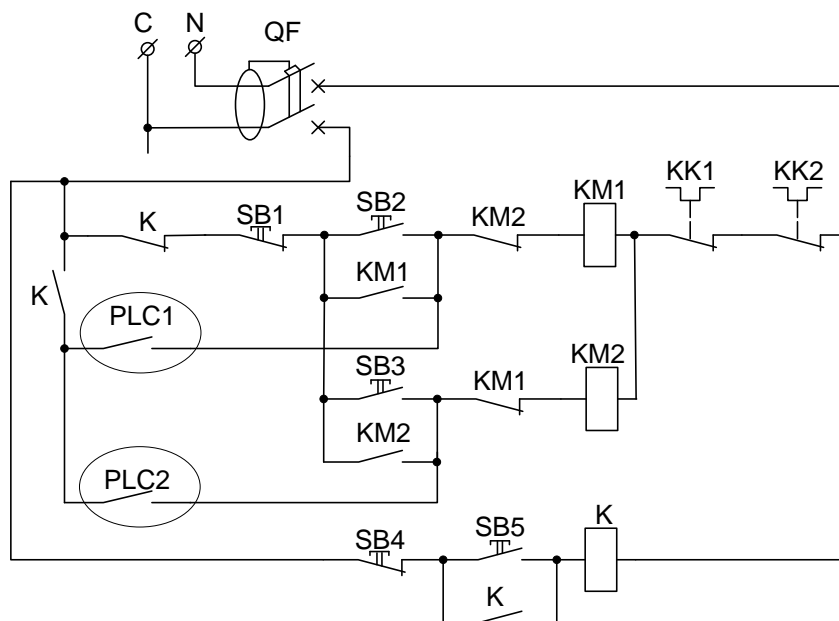 C N QF
KK1 KK2
KM1
SB2
K SB1 KM2
KM1
K
PLC1
KM2
SB3 KM1
KM2
PLC2
K
SB5
SB4
K